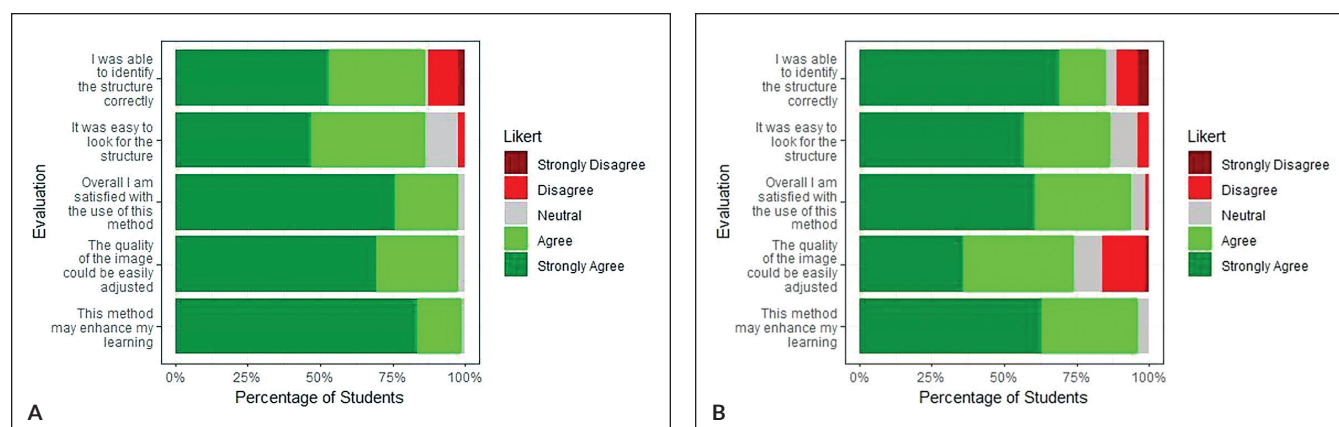 I was able
to identify
the structure
correctly
It was easy to
look for the
structure
Overall I am
satisfied with
the use of this
method
The quality
of the image
could be easily
adjusted
This method
may enhance my
learning
Evaluation
0%
25%
50%
75%
100%
Percentage of Students
Likert
Strongly Disagree
Disagree
Neutral
Agree
Strongly Agree
A
I was able
to identify
the structure
correctly
It was easy to
look for the
structure
Overall I am
satisfied with
the use of this
method
The quality
of the image
could be easily
adjusted
This method
may enhance my
learning
Evaluation
0%
25%
50%
75%
100%
Percentage of Students
Likert
Strongly Disagree
Disagree
Neutral
Agree
Strongly Agree
B